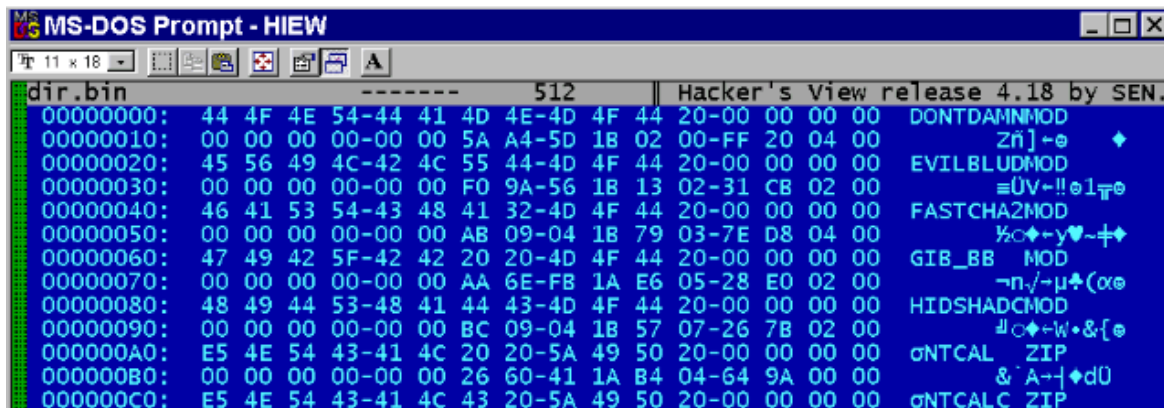 MS-DOS Prompt - HIEW
Tr 11 x 18 A
dir.bin ------- 512 ║ Hacker's View release 4.18 by SEN.
00000000: 44 4F 4E 54-44 41 4D 4E-4D 4F 44 20-00 00 00 00 DONTDAMNMOD
00000010: 00 00 00 00-00 00 5A A4-5D 1B 02 00-FF 20 04 00 Zñ]←☻ ♦
00000020: 45 56 49 4C-42 4C 55 44-4D 4F 44 20-00 00 00 00 EVILBLUDMOD
00000030: 00 00 00 00-00 00 F0 9A-56 1B 13 02-31 CB 02 00 ≡ÜV←‼☻1╦☻
00000040: 46 41 53 54-43 48 41 32-4D 4F 44 20-00 00 00 00 FASTCHA2MOD
00000050: 00 00 00 00-00 00 AB 09-04 1B 79 03-7E D8 04 00 ½○♦←y♥~╪♦
00000060: 47 49 42 5F-42 42 20 20-4D 4F 44 20-00 00 00 00 GIB_BB MOD
00000070: 00 00 00 00-00 00 AA 6E-FB 1A E6 05-28 E0 02 00 ¬n√→µ♣(α☻
00000080: 48 49 44 53-48 41 44 43-4D 4F 44 20-00 00 00 00 HIDSHADCMOD
00000090: 00 00 00 00-00 00 BC 09-04 1B 57 07-26 7B 02 00 ╝○♦←W•&{☻
000000A0: E5 4E 54 43-41 4C 20 20-5A 49 50 20-00 00 00 00 σNTCAL ZIP
000000B0: 00 00 00 00-00 00 26 60-41 1A B4 04-64 9A 00 00 &`A→┤♦dÜ
000000C0: E5 4E 54 43-41 4C 43 20-5A 49 50 20-00 00 00 00 σNTCALC ZIP